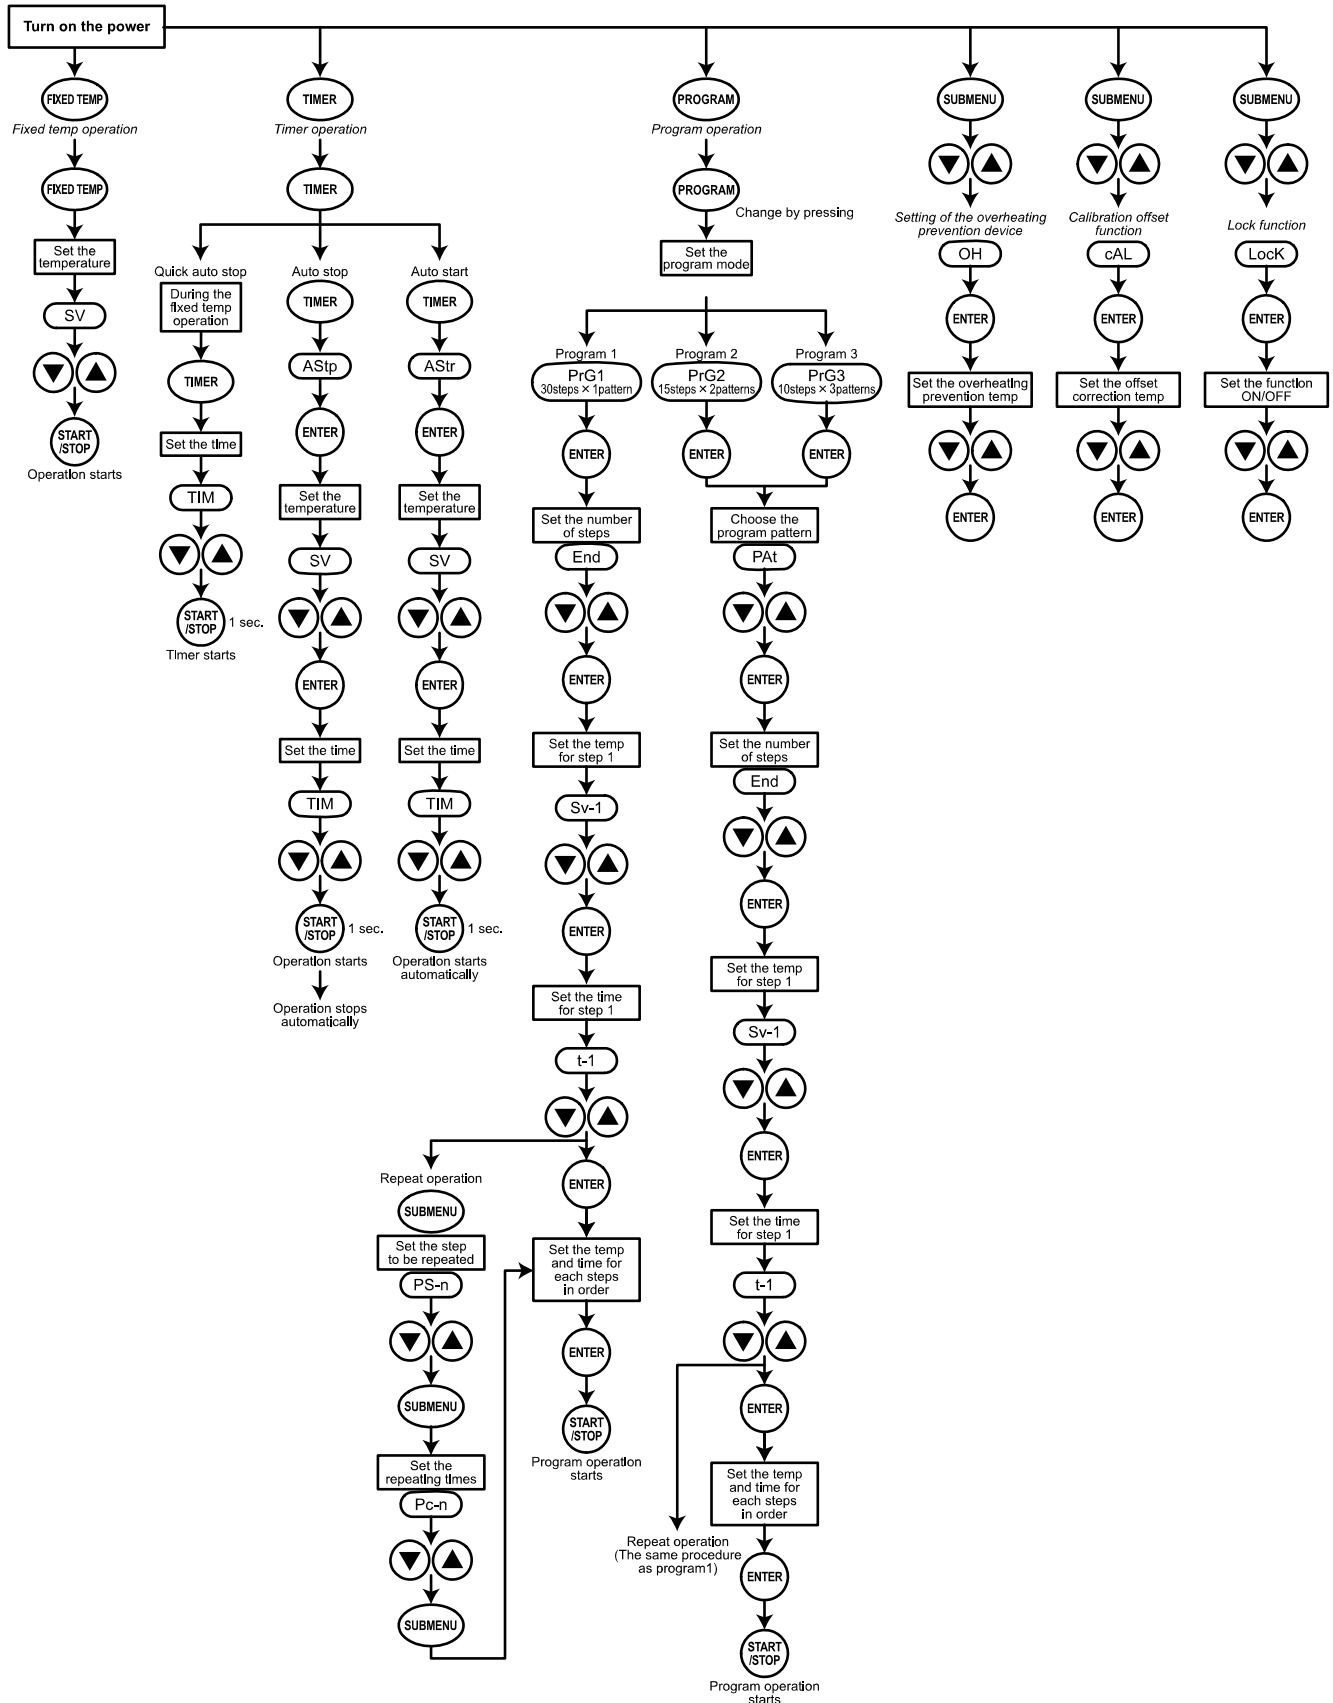 Turn on the power
FIXED TEMP
Fixed temp operation
FIXED TEMP
Set the
temperature
SV
▼ ▲
START
/STOP
Operation starts
TIMER
Timer operation
TIMER
Quick auto stop
During the
fixed temp
operation
TIMER
Set the time
TIM
▼ ▲
START
/STOP
1 sec.
Timer starts
Auto stop
TIMER
AStp
ENTER
Set the
temperature
SV
▼ ▲
ENTER
Set the time
TIM
▼ ▲
START
/STOP
1 sec.
Operation starts
Operation stops
automatically
Auto start
TIMER
AStr
ENTER
Set the
temperature
SV
▼ ▲
ENTER
Set the time
TIM
▼ ▲
START
/STOP
1 sec.
Operation starts
automatically
PROGRAM
Program operation
PROGRAM
Change by pressing
Set the
program mode
Program 1
PrG1
30steps × 1pattern
ENTER
Set the number
of steps
End
▼ ▲
ENTER
Set the temp
for step 1
Sv-1
▼ ▲
ENTER
Set the time
for step 1
t-1
▼ ▲
Repeat operation
SUBMENU
Set the step
to be repeated
PS-n
▼ ▲
SUBMENU
Set the
repeating times
Pc-n
▼ ▲
SUBMENU
ENTER
Set the temp
and time for
each steps
in order
ENTER
START
/STOP
Program operation
starts
Program 2
PrG2
15steps × 2patterns
ENTER
Program 3
PrG3
10steps × 3patterns
ENTER
Choose the
program pattern
PAt
▼ ▲
ENTER
Set the number
of steps
End
▼ ▲
ENTER
Set the temp
for step 1
Sv-1
▼ ▲
ENTER
Set the time
for step 1
t-1
▼ ▲
Repeat operation
(The same procedure
as program1)
ENTER
Set the temp
and time for
each steps
in order
ENTER
START
/STOP
Program operation
starts
SUBMENU
▼ ▲
Setting of the overheating
prevention device
OH
ENTER
Set the overheating
prevention temp
▼ ▲
ENTER
SUBMENU
▼ ▲
Calibration offset
function
cAL
ENTER
Set the offset
correction temp
▼ ▲
ENTER
SUBMENU
▼ ▲
Lock function
LocK
ENTER
Set the function
ON/OFF
▼ ▲
ENTER